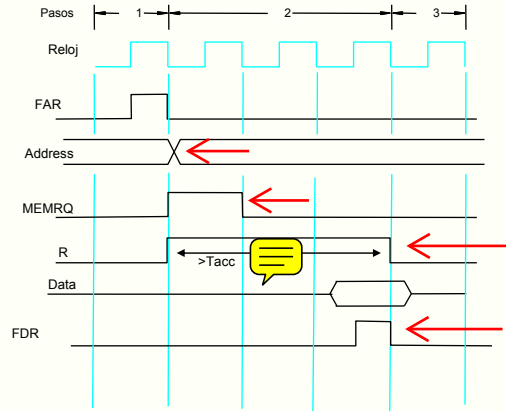 Pasos 1 2 3
Reloj
FAR
Address
MEMRQ
R
>Tacc
Data
FDR